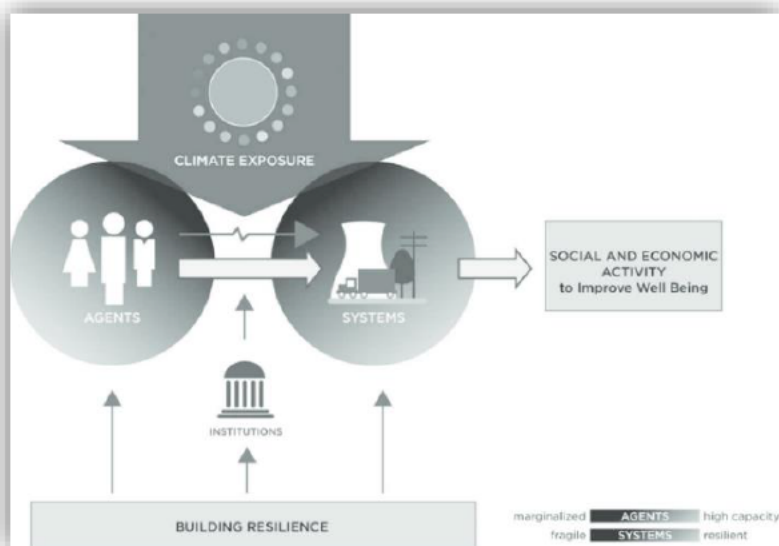 CLIMATE EXPOSURE
AGENTS
SYSTEMS
SOCIAL AND ECONOMIC
ACTIVITY
to Improve Well Being
INSTITUTIONS
BUILDING RESILIENCE
marginalized AGENTS high capacity
fragile SYSTEMS resilient